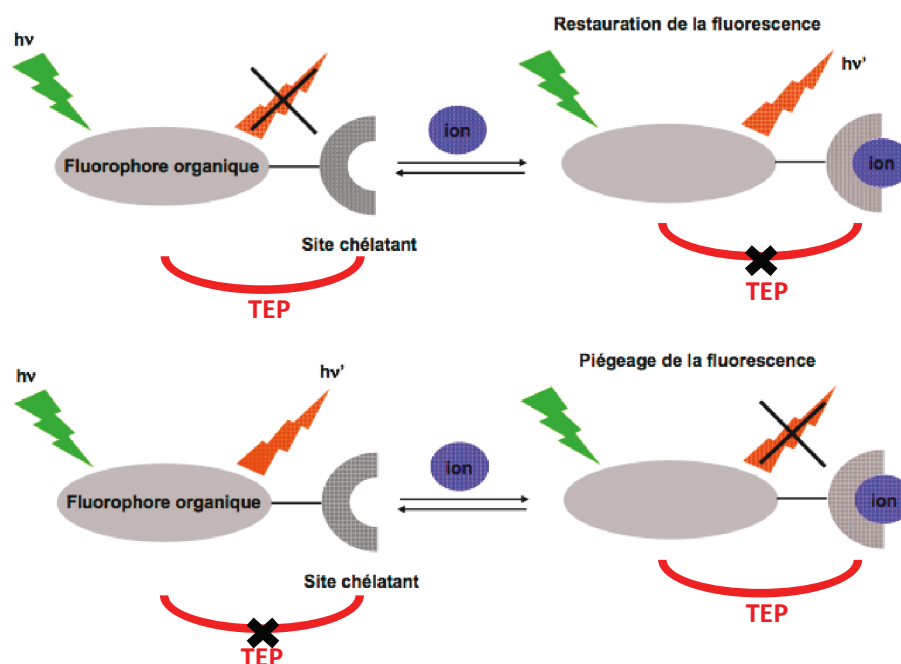 Restauration de la fluorescence
hν
hν'
ion
Fluorophore organique
ion
Site chélatant
TEP
TEP
Piégeage de la fluorescence
hν
hν'
hν
ion
Fluorophore organique
ion
Site chélatant
TEP
TEP